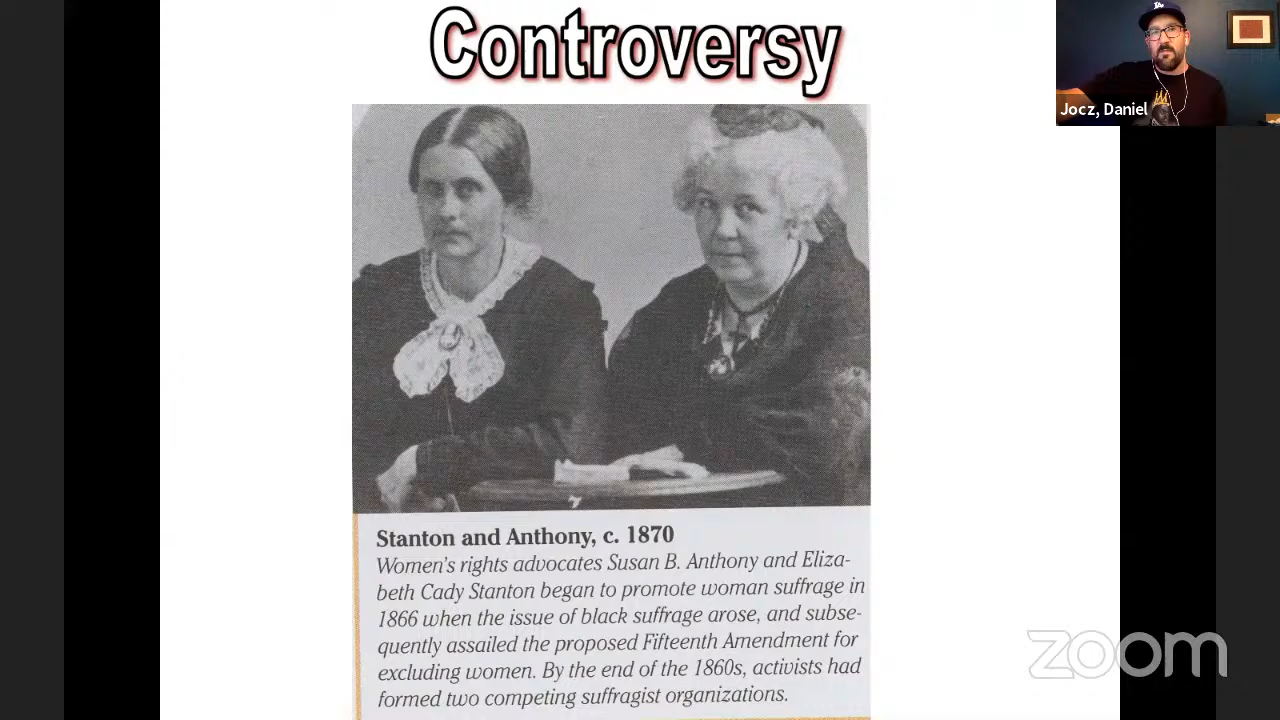 Controversy
Jocz, Daniel
Stanton and Anthony, c. 1870
Women's rights advocates Susan B. Anthony and Eliza-
beth Cady Stanton began to promote woman suffrage in
1866 when the issue of black suffrage arose, and subse-
quently assailed the proposed Fifteenth Amendment for
excluding women. By the end of the 1860s, activists had
formed two competing suffragist organizations.
zoom